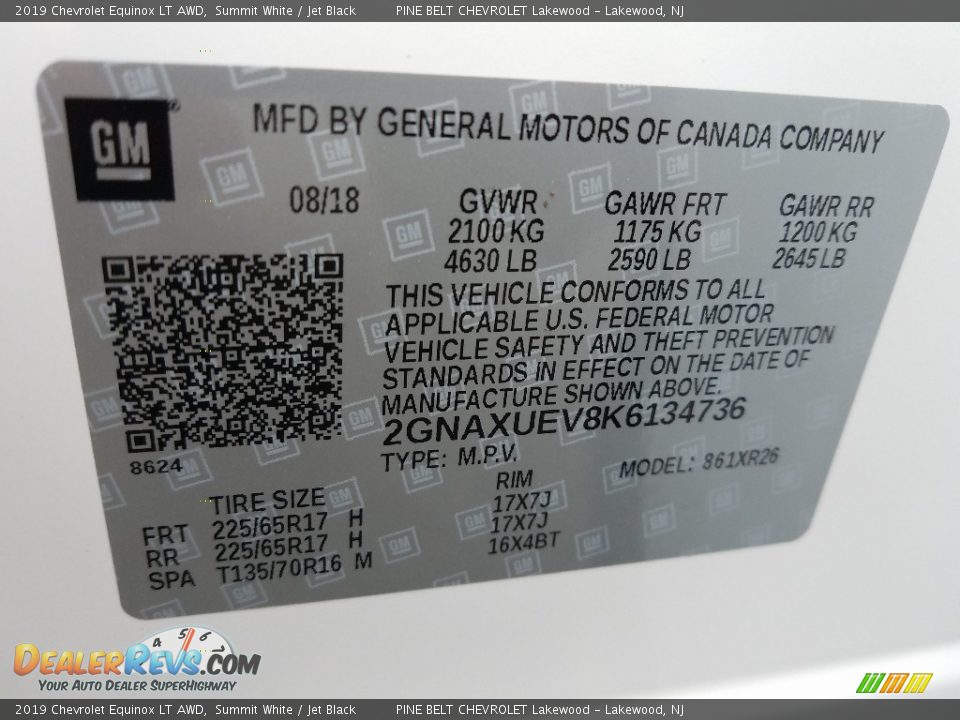 2019 Chevrolet Equinox LT AWD, Summit White / Jet Black PINE BELT CHEVROLET Lakewood – Lakewood, NJ
GM
MFD BY GENERAL MOTORS OF CANADA COMPANY
08/18 GVWR GAWR FRT GAWR RR
2100 KG 1175 KG 1200 KG
4630 LB 2590 LB 2645 LB
THIS VEHICLE CONFORMS TO ALL
APPLICABLE U.S. FEDERAL MOTOR
VEHICLE SAFETY AND THEFT PREVENTION
STANDARDS IN EFFECT ON THE DATE OF
MANUFACTURE SHOWN ABOVE.
2GNAXUEV8K6134736
8624
TYPE: M.P.V. MODEL: 861XR26
TIRE SIZE RIM
FRT 225/65R17 H 17X7J
RR 225/65R17 H 17X7J
SPA T135/70R16 M 16X4BT
4 5 6 7
DEALERREVS.COM
YOUR AUTO DEALER SUPERHIGHWAY
2019 Chevrolet Equinox LT AWD, Summit White / Jet Black PINE BELT CHEVROLET Lakewood – Lakewood, NJ